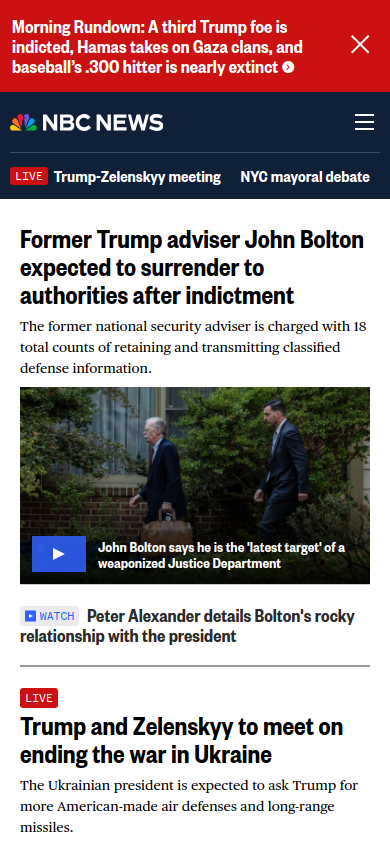 Morning Rundown: A third Trump foe is
indicted, Hamas takes on Gaza clans, and
baseball's .300 hitter is nearly extinct
NBC NEWS
LIVE Trump-Zelenskyy meeting NYC mayoral debate
Former Trump adviser John Bolton
expected to surrender to
authorities after indictment
The former national security adviser is charged with 18
total counts of retaining and transmitting classified
defense information.
John Bolton says he is the 'latest target' of a
weaponized Justice Department
WATCH Peter Alexander details Bolton's rocky
relationship with the president
LIVE
Trump and Zelenskyy to meet on
ending the war in Ukraine
The Ukrainian president is expected to ask Trump for
more American-made air defenses and long-range
missiles.